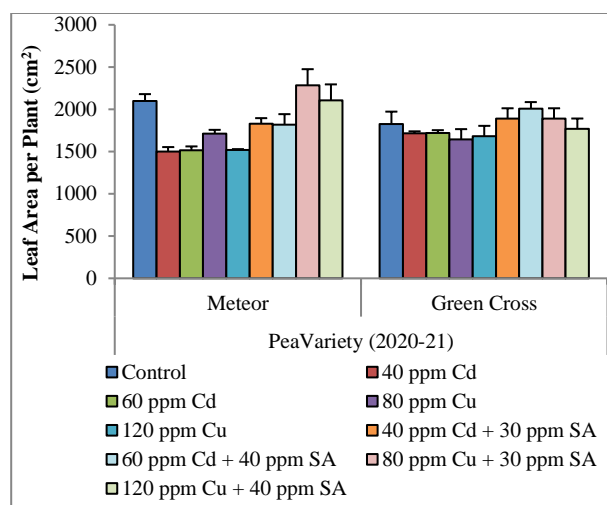 Leaf Area per Plant (cm²)
3000
2500
2000
1500
1000
500
0
Meteor Green Cross
PeaVariety (2020-21)
Control 40 ppm Cd
60 ppm Cd 80 ppm Cu
120 ppm Cu 40 ppm Cd + 30 ppm SA
60 ppm Cd + 40 ppm SA 80 ppm Cu + 30 ppm SA
120 ppm Cu + 40 ppm SA